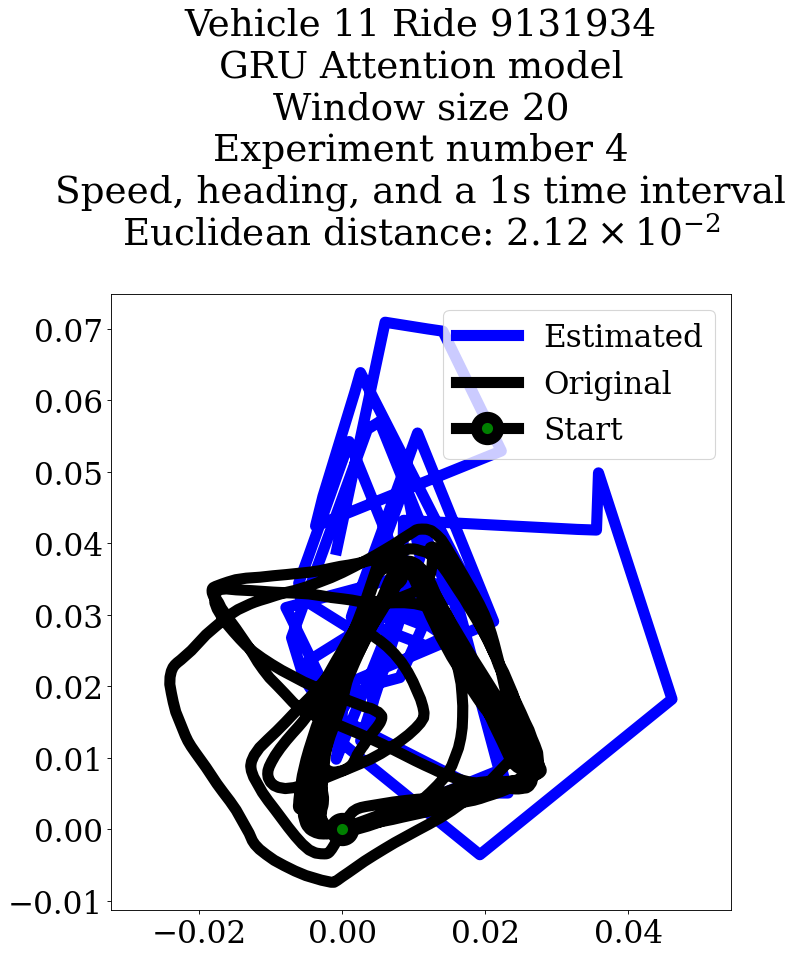 Vehicle 11 Ride 9131934
GRU Attention model
Window size 20
Experiment number 4
Speed, heading, and a 1s time interval
Euclidean distance: 2.12 × 10⁻²
Estimated
Original
Start
0.07
0.06
0.05
0.04
0.03
0.02
0.01
0.00
−0.01
−0.02 0.00 0.02 0.04